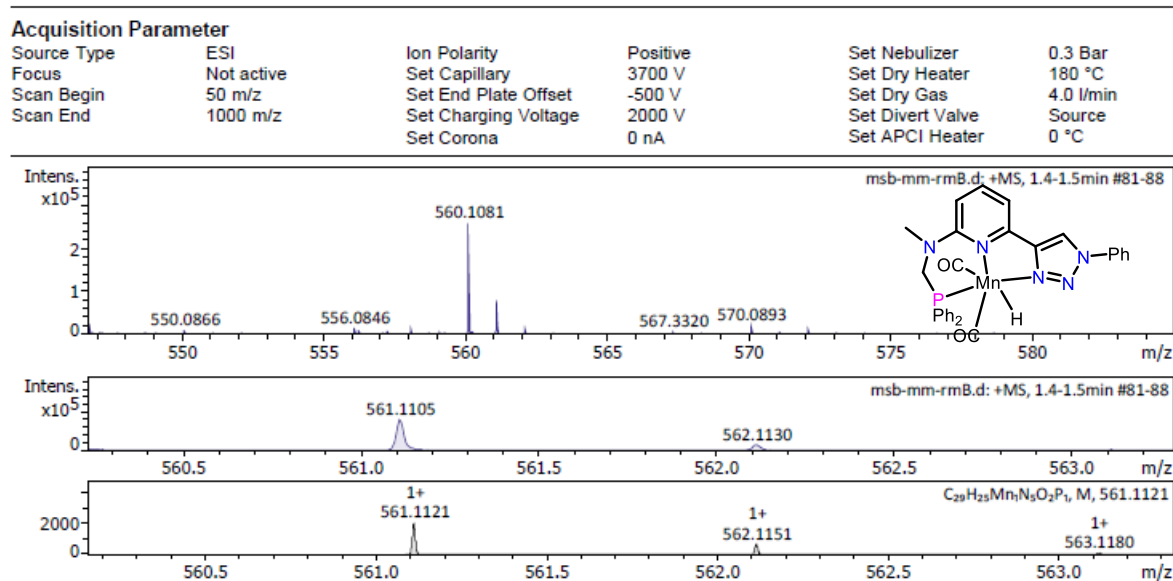 Acquisition Parameter
Source Type ESI Ion Polarity Positive Set Nebulizer 0.3 Bar
Focus Not active Set Capillary 3700 V Set Dry Heater 180 °C
Scan Begin 50 m/z Set End Plate Offset -500 V Set Dry Gas 4.0 l/min
Scan End 1000 m/z Set Charging Voltage 2000 V Set Divert Valve Source
Set Corona 0 nA Set APCI Heater 0 °C
Intens. msb-mm-rmB.d: +MS, 1.4-1.5min #81-88
x10⁵
560.1081
2
1
0
550.0866 556.0846 567.3320 570.0893
550 555 560 565 570 575 580 m/z
N N
OC N N Ph
Mn N
P
Ph₂ H
OC
Intens. msb-mm-rmB.d: +MS, 1.4-1.5min #81-88
x10⁵
561.1105
562.1130
0
560.5 561.0 561.5 562.0 562.5 563.0 m/z
C₂₉H₂₅Mn₁N₅O₂P₁, M, 561.1121
1+ 1+ 1+
561.1121 562.1151 563.1180
2000
0
560.5 561.0 561.5 562.0 562.5 563.0 m/z